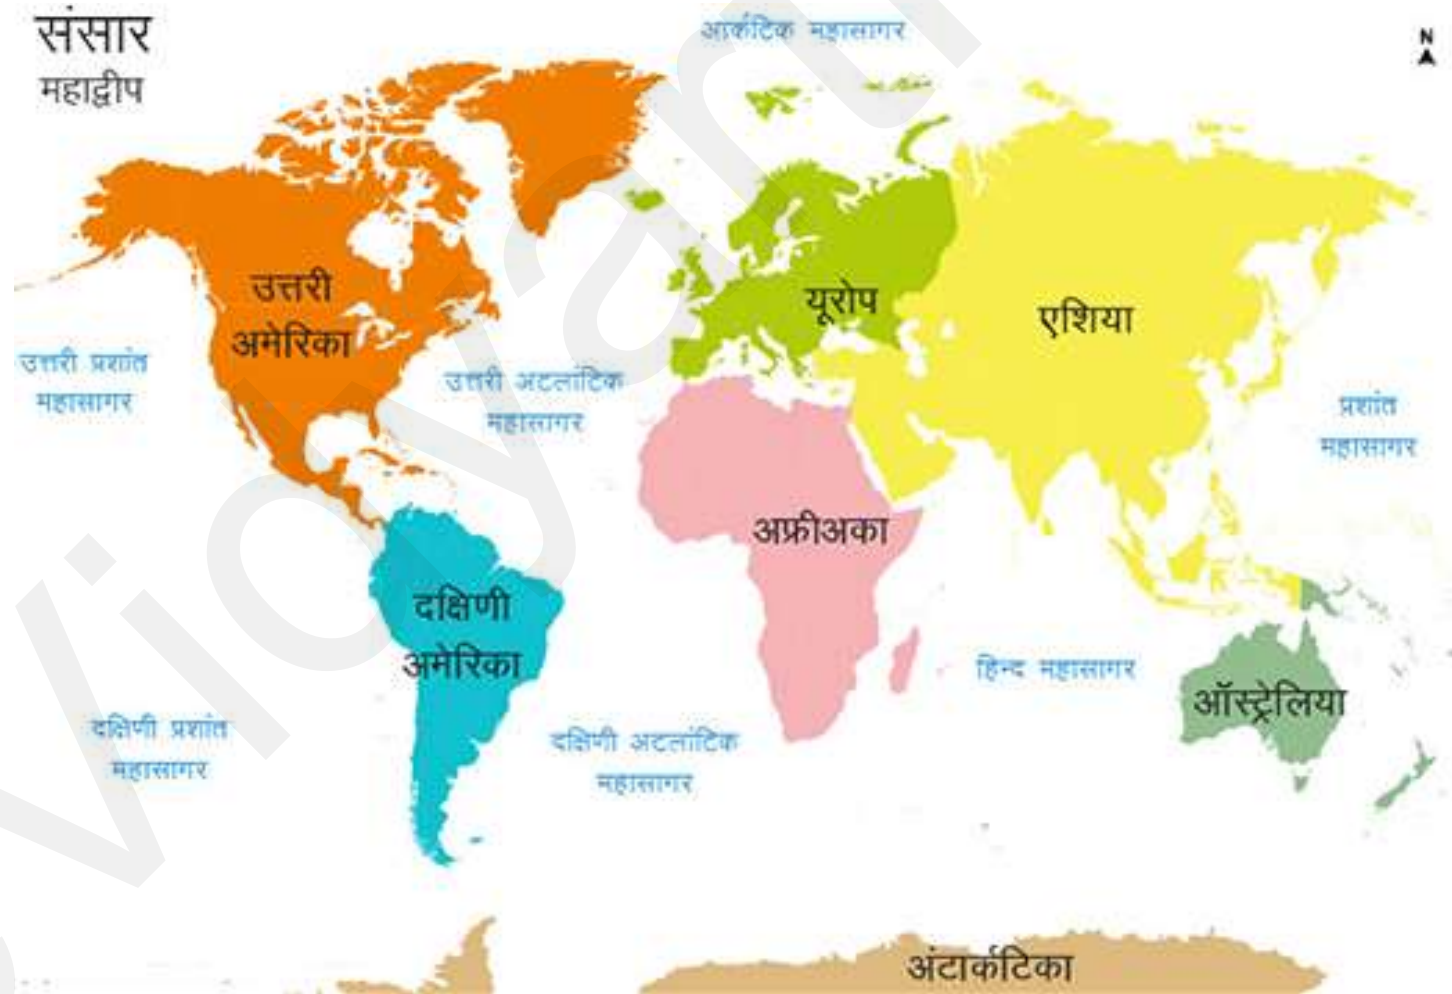 संसार
महाद्वीप
आर्कटिक महासागर
N
उत्तरी
अमेरिका
यूरोप
एशिया
उत्तरी प्रशांत
महासागर
उत्तरी अटलांटिक
महासागर
प्रशांत
महासागर
अफ्रीअका
दक्षिणी
अमेरिका
हिन्द महासागर
ऑस्ट्रेलिया
दक्षिणी प्रशांत
महासागर
दक्षिणी अटलांटिक
महासागर
अंटार्कटिका